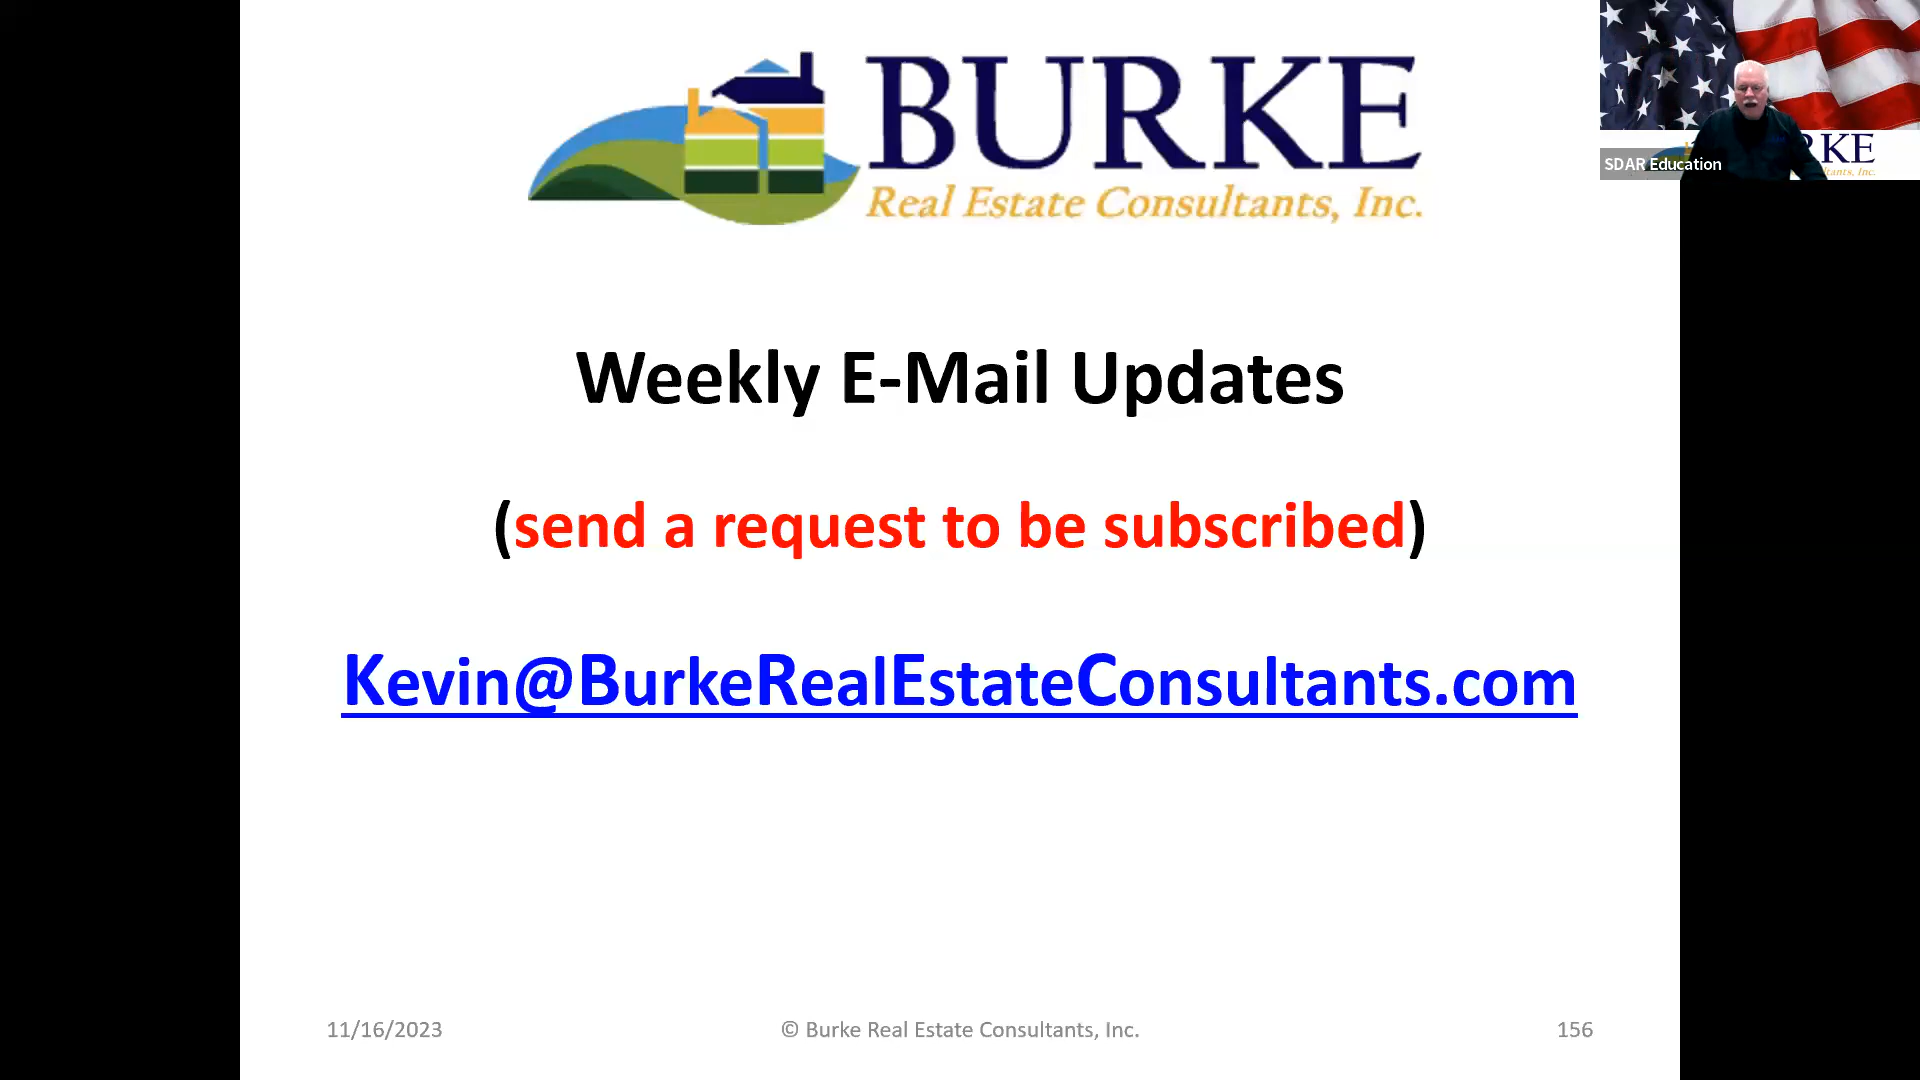 BURKE
Real Estate Consultants, Inc.
RKE
SDAR Education
Weekly E-Mail Updates
(send a request to be subscribed)
Kevin@BurkeRealEstateConsultants.com
11/16/2023
© Burke Real Estate Consultants, Inc.
156